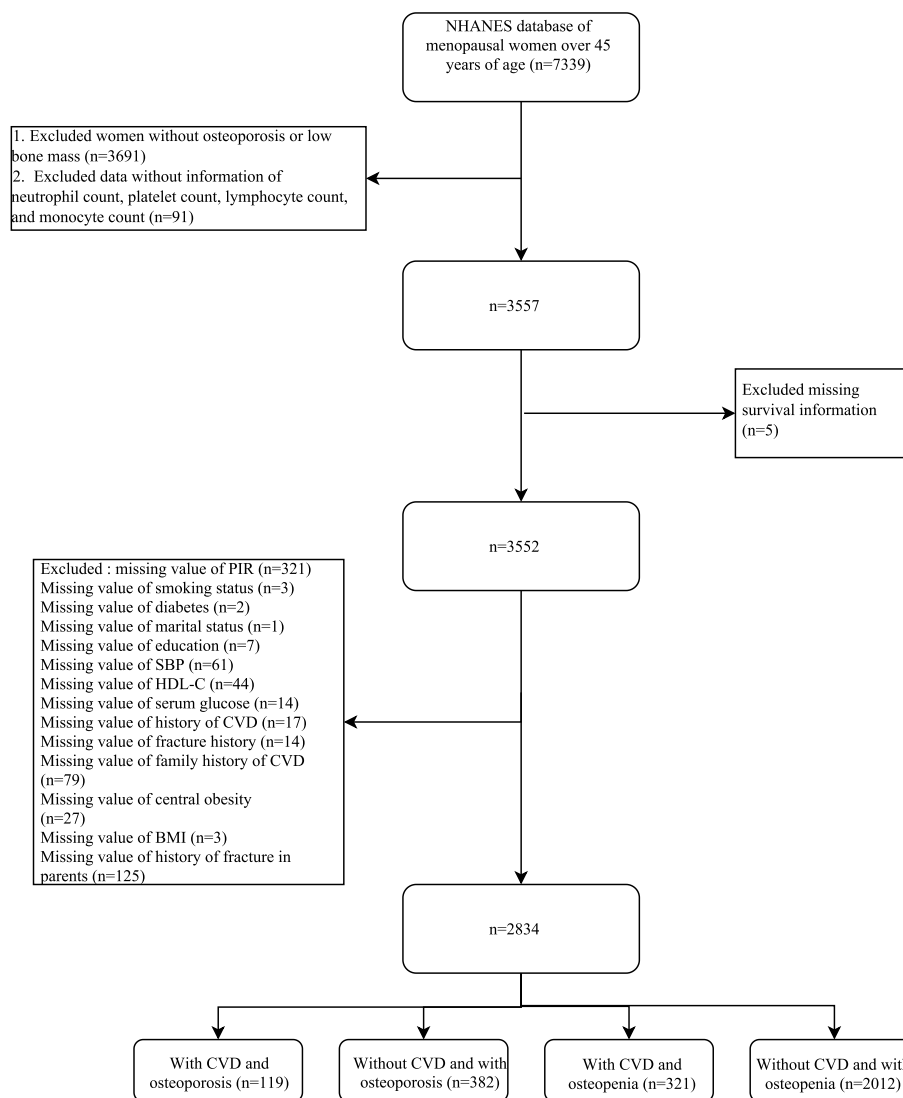 NHANES database of
menopausal women over 45
years of age (n=7339)
1. Excluded women without osteoporosis or low
bone mass (n=3691)
2. Excluded data without information of
neutrophil count, platelet count, lymphocyte count,
and monocyte count (n=91)
n=3557
Excluded missing
survival information
(n=5)
n=3552
Excluded : missing value of PIR (n=321)
Missing value of smoking status (n=3)
Missing value of diabetes (n=2)
Missing value of marital status (n=1)
Missing value of education (n=7)
Missing value of SBP (n=61)
Missing value of HDL-C (n=44)
Missing value of serum glucose (n=14)
Missing value of history of CVD (n=17)
Missing value of fracture history (n=14)
Missing value of family history of CVD
(n=79)
Missing value of central obesity
(n=27)
Missing value of BMI (n=3)
Missing value of history of fracture in
parents (n=125)
n=2834
With CVD and
osteoporosis (n=119)
Without CVD and with
osteoporosis (n=382)
With CVD and
osteopenia (n=321)
Without CVD and with
osteopenia (n=2012)